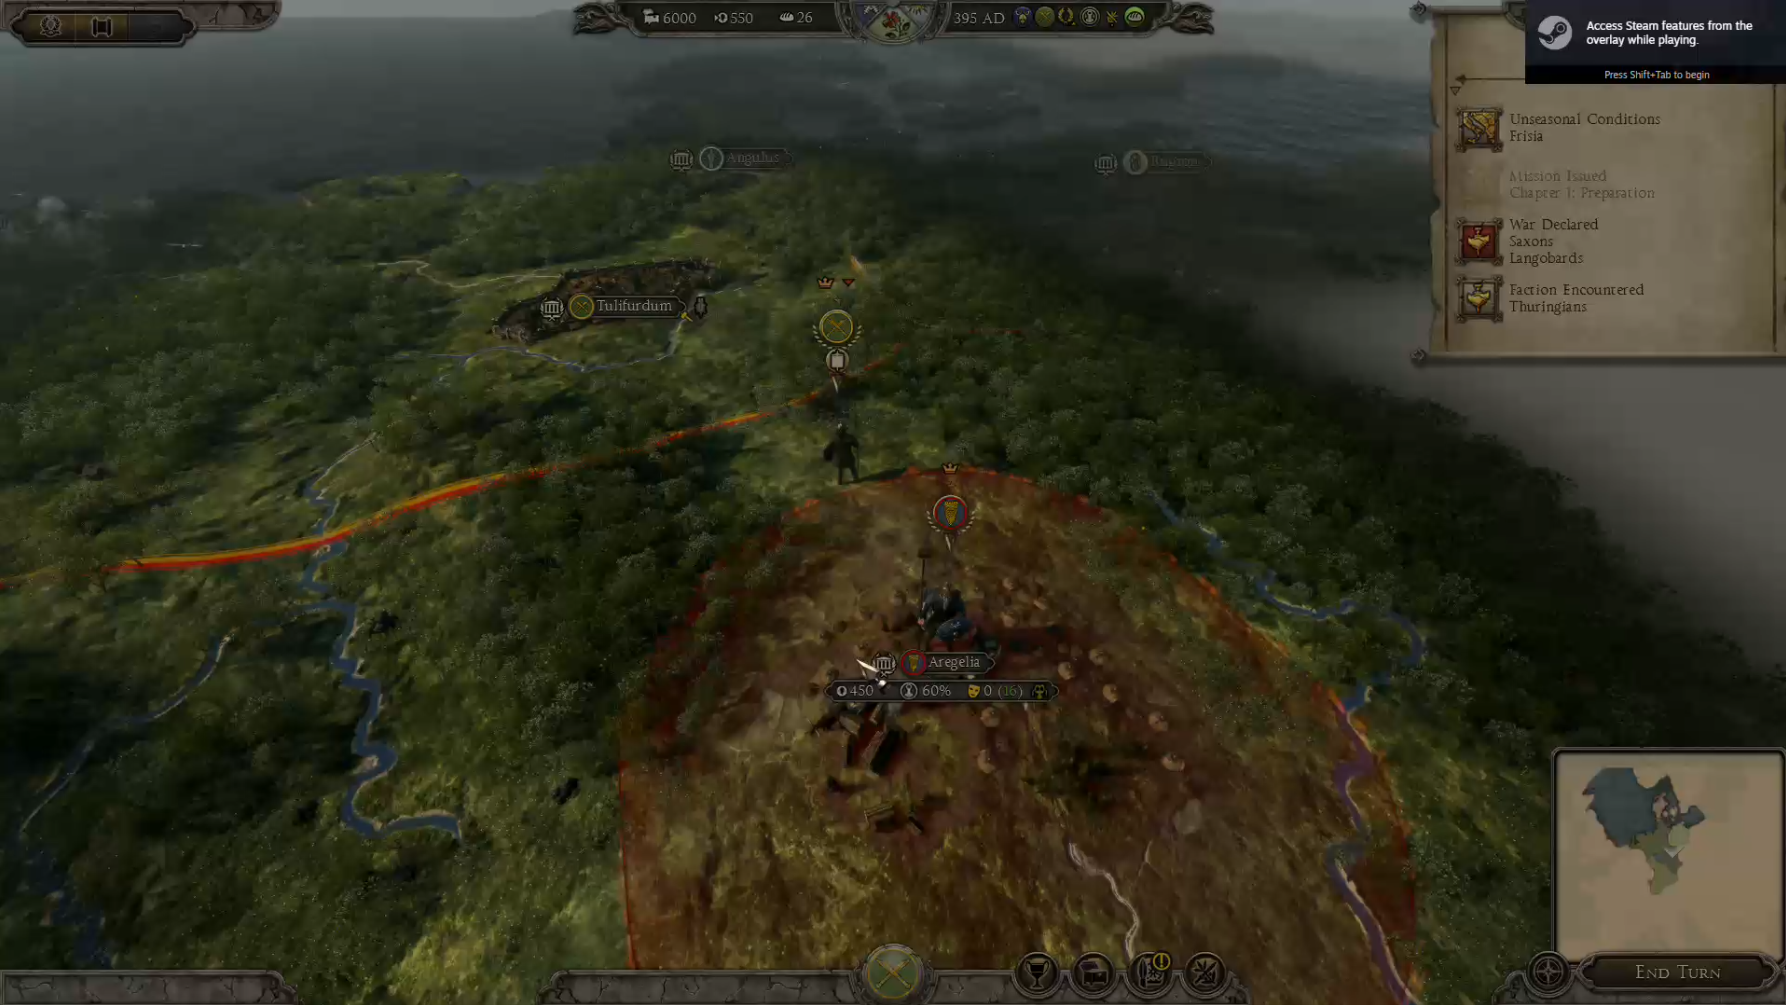 6000
550
26
395 AD
Access Steam features from the
overlay while playing.
Press Shift+Tab to begin
Unseasonal Conditions
Frisia
Mission Issued
Chapter 1: Preparation
War Declared
Saxons
Langobards
Faction Encountered
Thuringians
Angulus
Tulifurdum
Aregelia
450
60%
0 (16)
END TURN